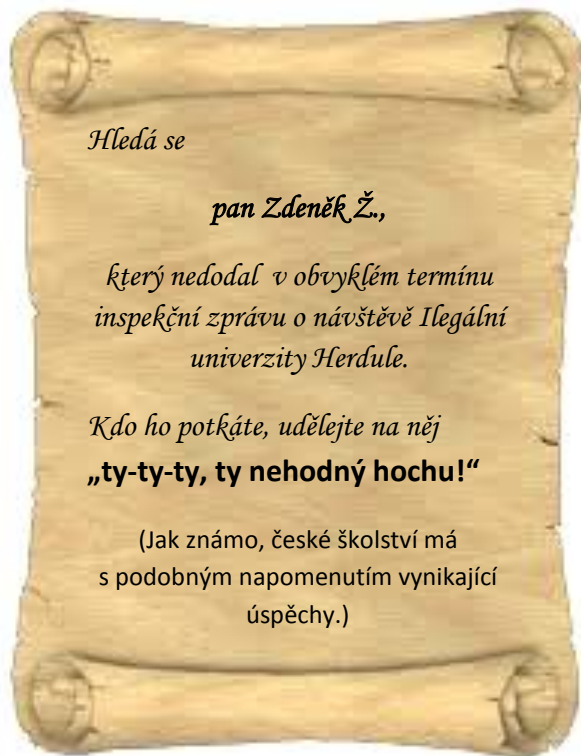 Hledá se
pan Zdeněk Ž.,
který nedodal v obvyklém termínu
inspekční zprávu o návštěvě Ilegální
univerzity Herdule.
Kdo ho potkáte, udělejte na něj
„ty-ty-ty, ty nehodný hochu!“
(Jak známo, české školství má
s podobným napomenutím vynikající
úspěchy.)